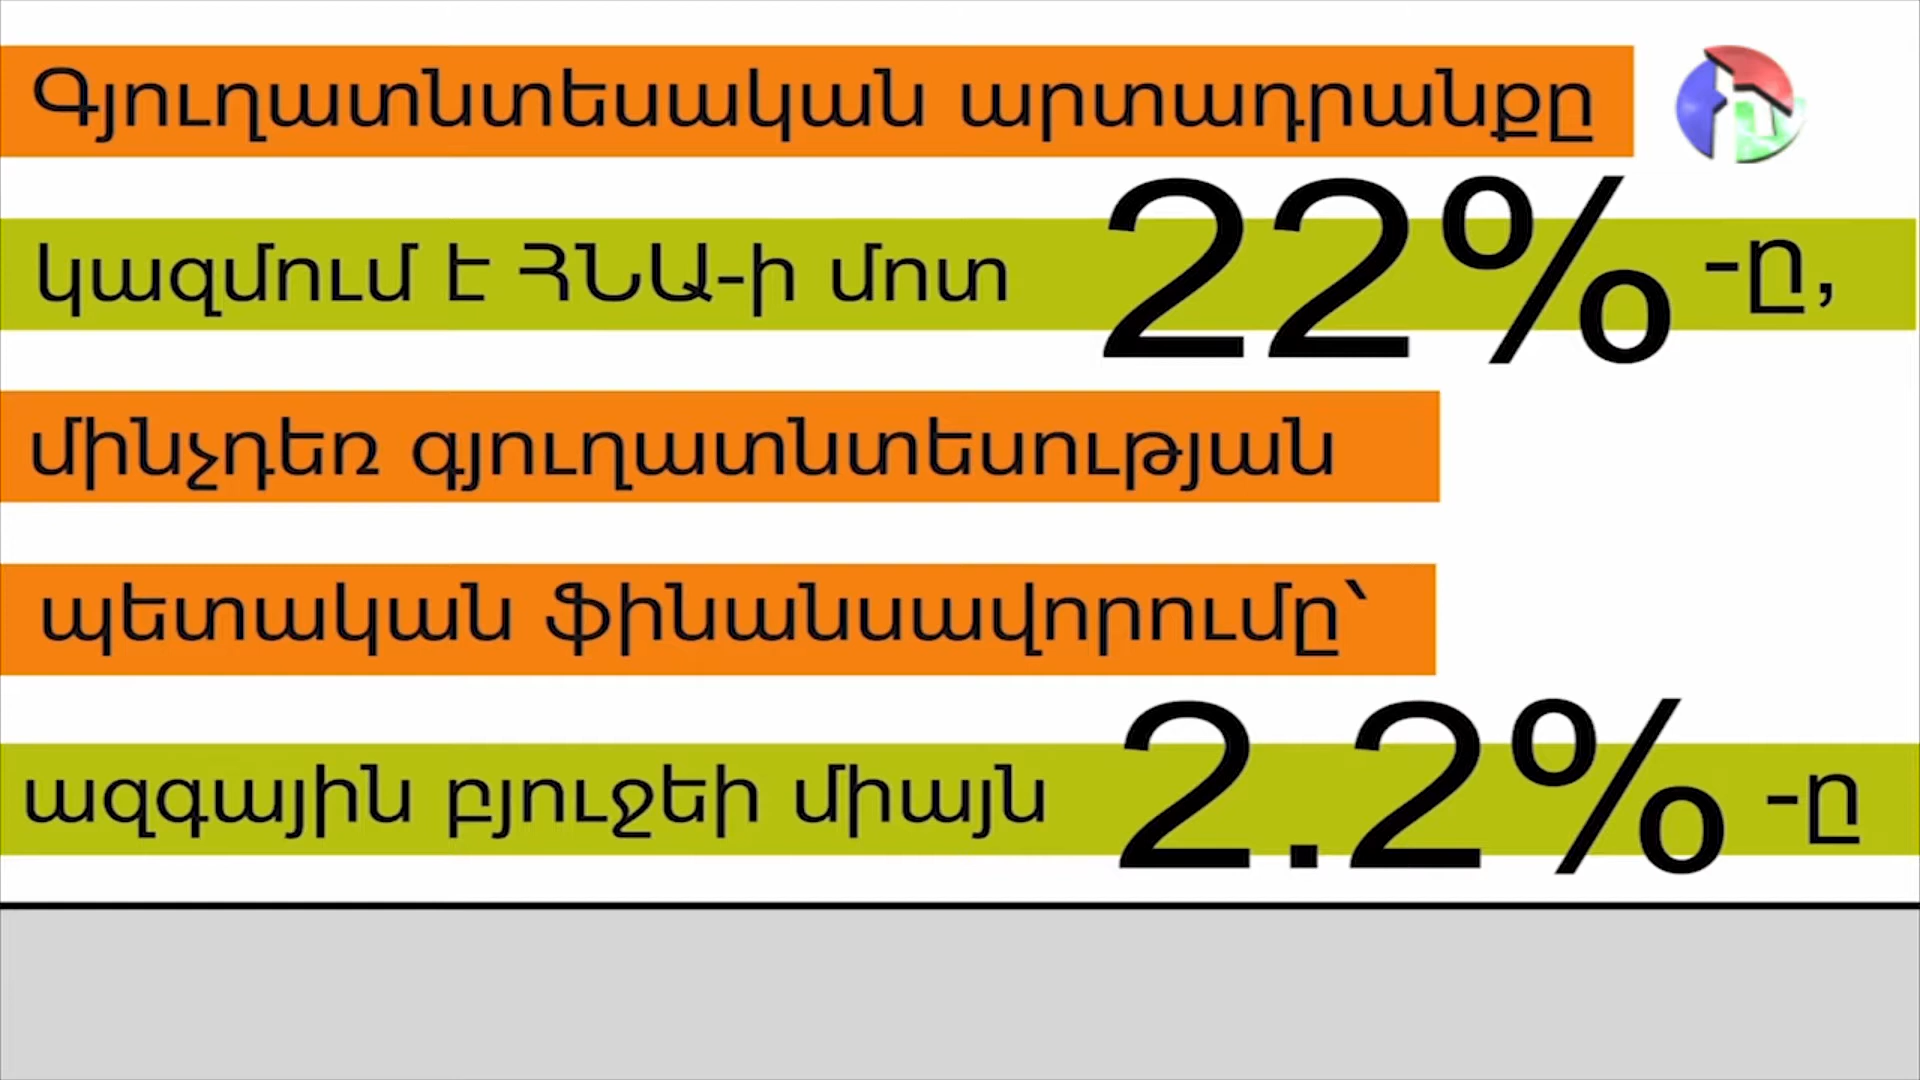 Գյուղատնտեսական արտադրանքը
կազմում է ՀՆԱ-ի մոտ 22% -ը,
մինչդեռ գյուղատնտեսության
պետական ֆինանսավորումը՝
ազգային բյուջեի միայն 2.2% -ը